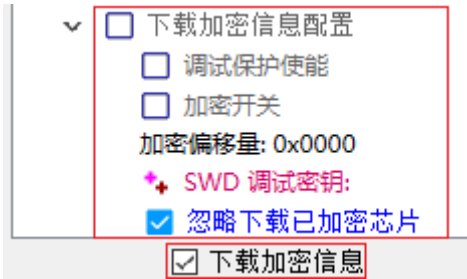 下载加密信息配置
调试保护使能
加密开关
加密偏移量: 0x0000
SWD 调试密钥:
忽略下载已加密芯片
下载加密信息